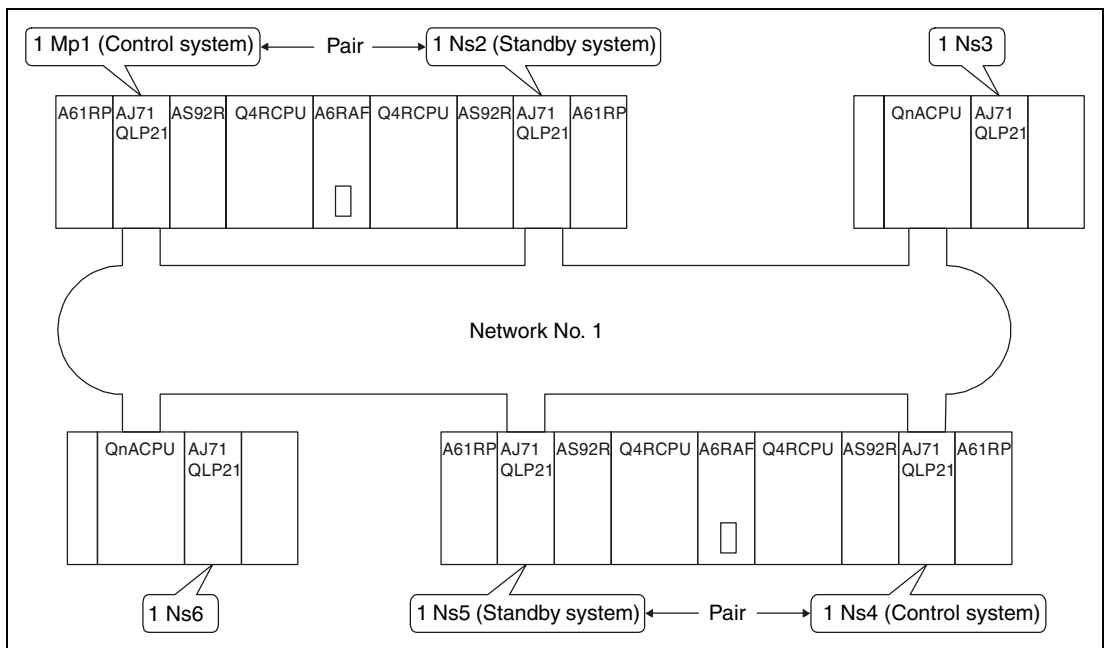 1 Mp1 (Control system) Pair 1 Ns2 (Standby system) 1 Ns3
A61RP AJ71 QLP21 AS92R Q4RCPU A6RAF Q4RCPU AS92R AJ71 QLP21 A61RP
QnACPU AJ71 QLP21
Network No. 1
QnACPU AJ71 QLP21
A61RP AJ71 QLP21 AS92R Q4RCPU A6RAF Q4RCPU AS92R AJ71 QLP21 A61RP
1 Ns6 1 Ns5 (Standby system) Pair 1 Ns4 (Control system)